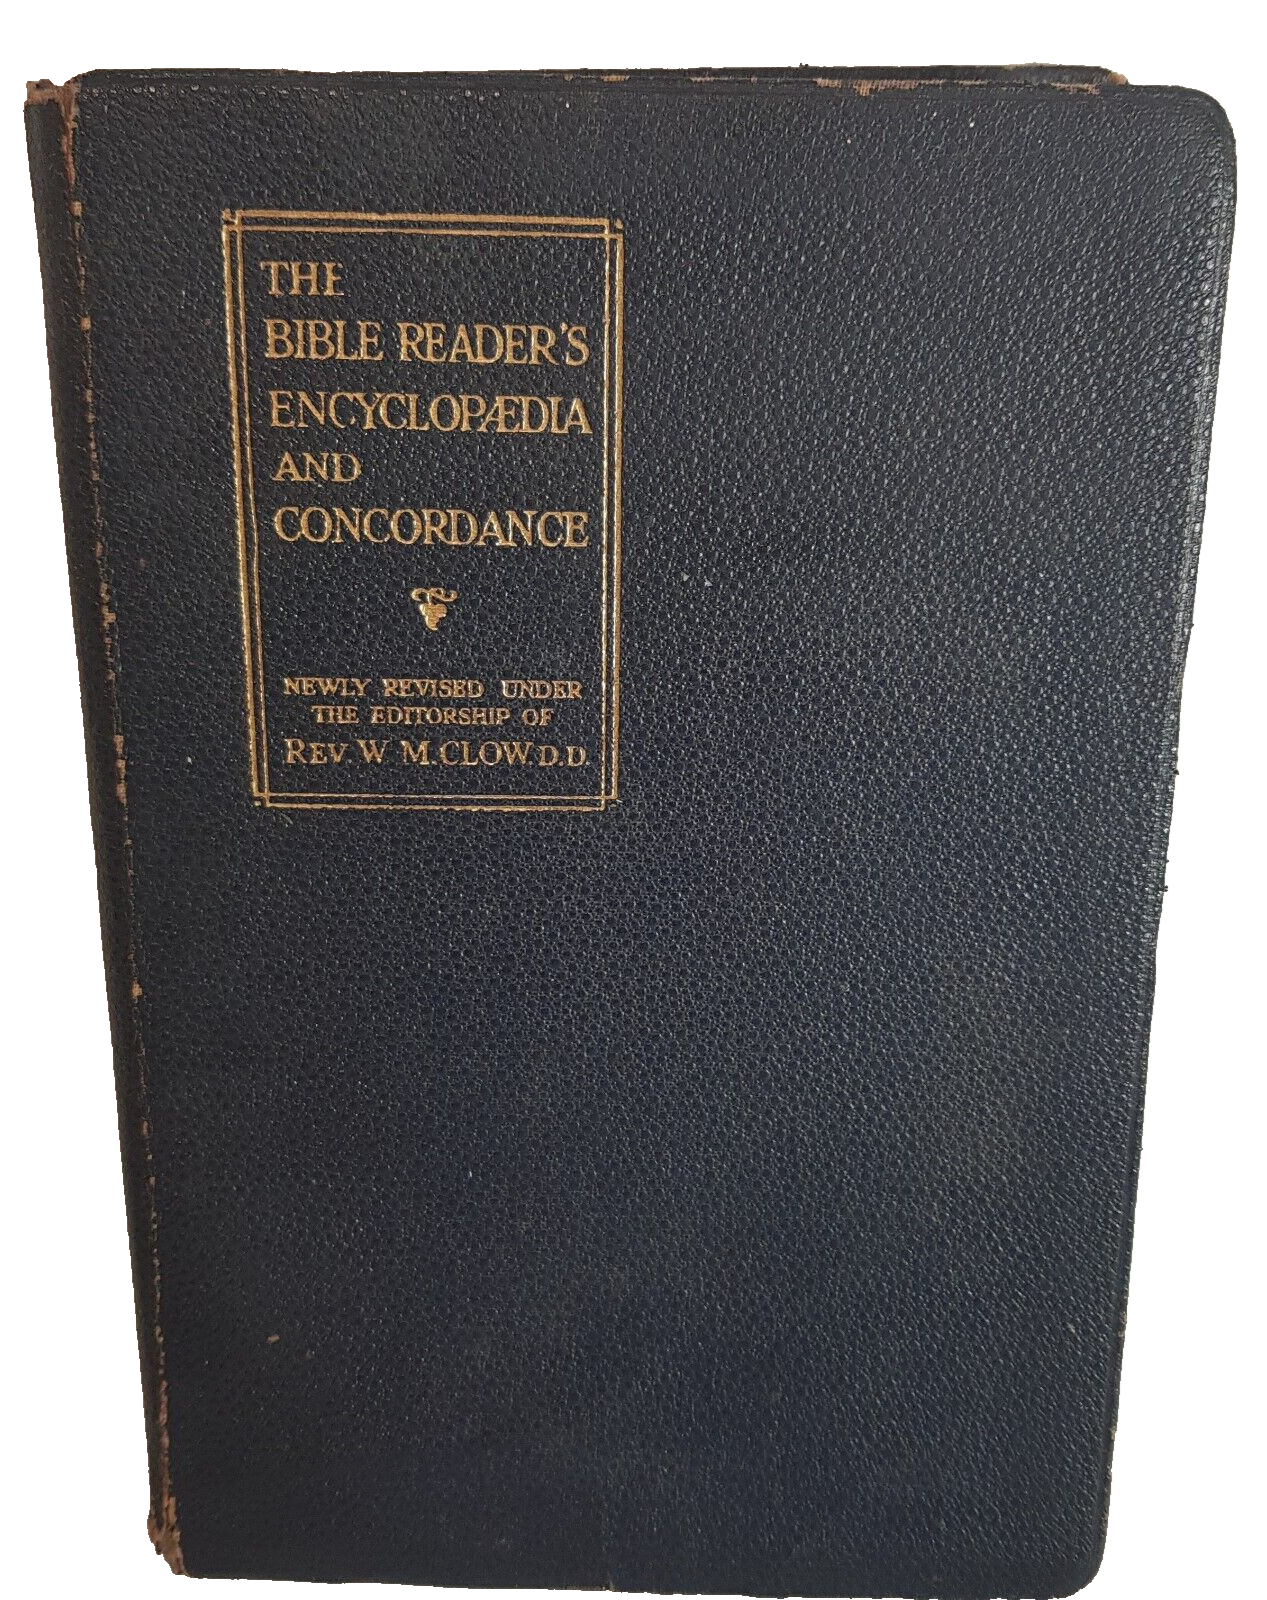 THE
BIBLE READER'S
ENCYCLOPÆDIA
AND
CONCORDANCE
NEWLY REVISED UNDER
THE EDITORSHIP OF
REV. W. M. CLOW. D.D.